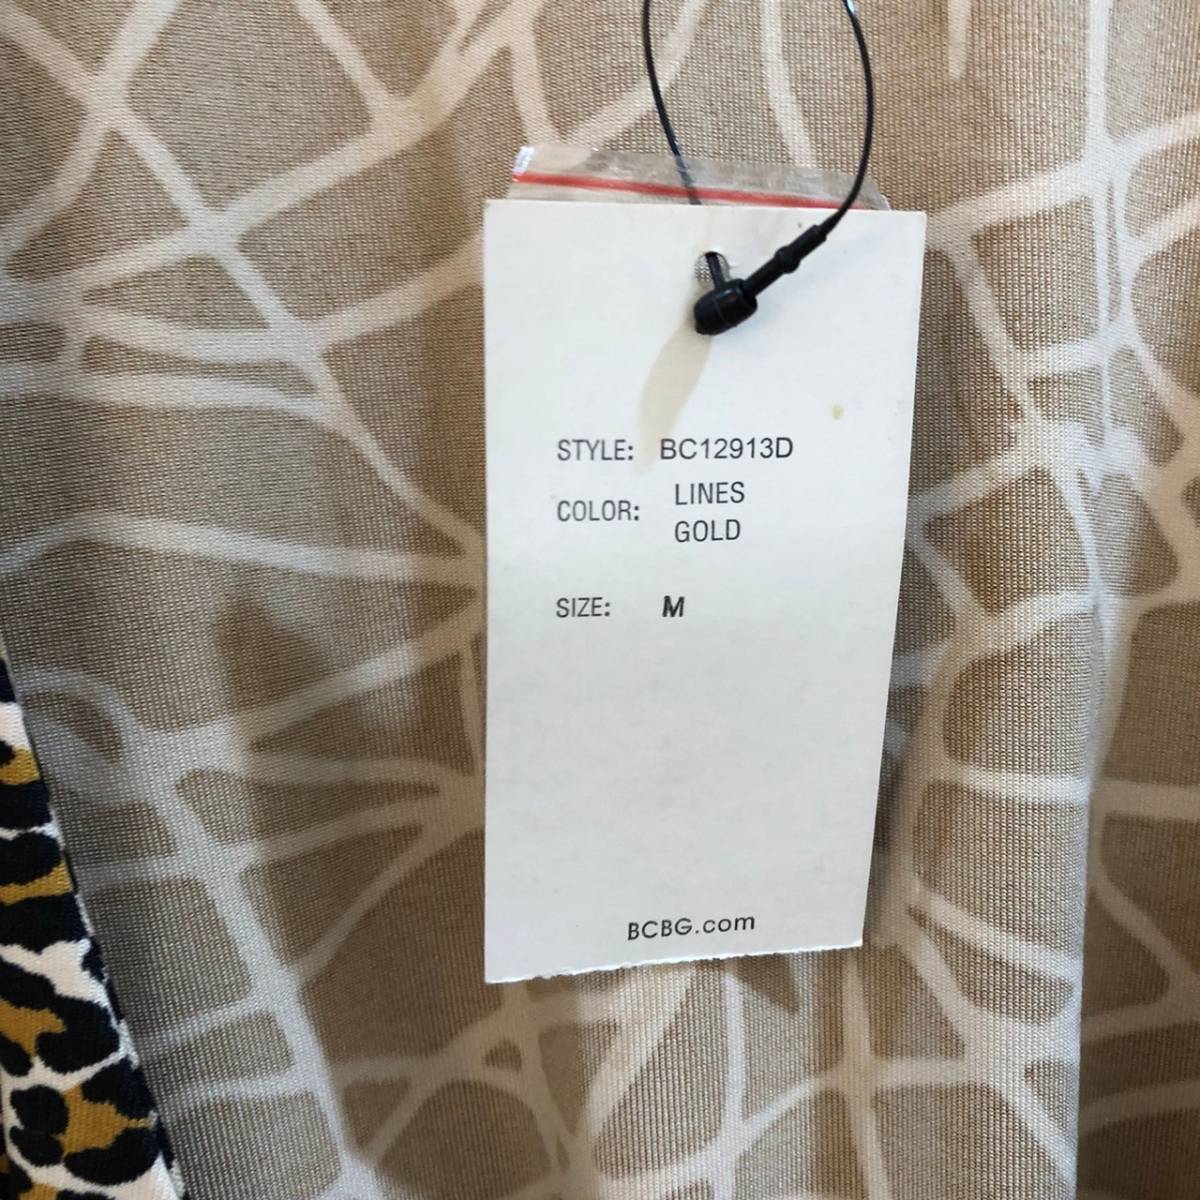 STYLE: BC12913D
COLOR: LINES
GOLD
SIZE: M
BCBG.com